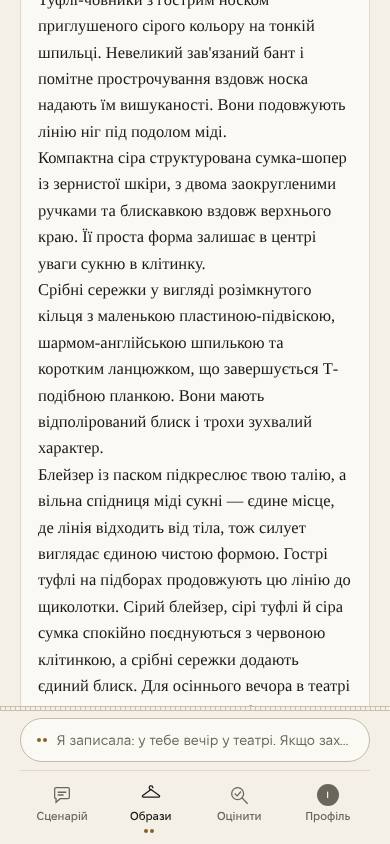 Туфлі-човники з гострим носком
приглушеного сірого кольору на тонкій
шпильці. Невеликий зав'язаний бант і
помітне прострочування вздовж носка
надають їм вишуканості. Вони подовжують
лінію ніг під подолом міді.
Компактна сіра структурована сумка-шопер
із зернистої шкіри, з двома заокругленими
ручками та блискавкою вздовж верхнього
краю. Її проста форма залишає в центрі
уваги сукню в клітинку.
Срібні сережки у вигляді розімкнутого
кільця з маленькою пластиною-підвіскою,
шармом-англійською шпилькою та
коротким ланцюжком, що завершується Т-
подібною планкою. Вони мають
відполірований блиск і трохи зухвалий
характер.
Блейзер із паском підкреслює твою талію, а
вільна спідниця міді сукні — єдине місце,
де лінія відходить від тіла, тож силует
виглядає єдиною чистою формою. Гострі
туфлі на підборах продовжують цю лінію до
щиколотки. Сірий блейзер, сірі туфлі й сіра
сумка спокійно поєднуються з червоною
клітинкою, а срібні сережки додають
єдиний блиск. Для осіннього вечора в театрі
Я записала: у тебе вечір у театрі. Якщо зах...
Сценарій
Образи
Оцінити
І
Профіль